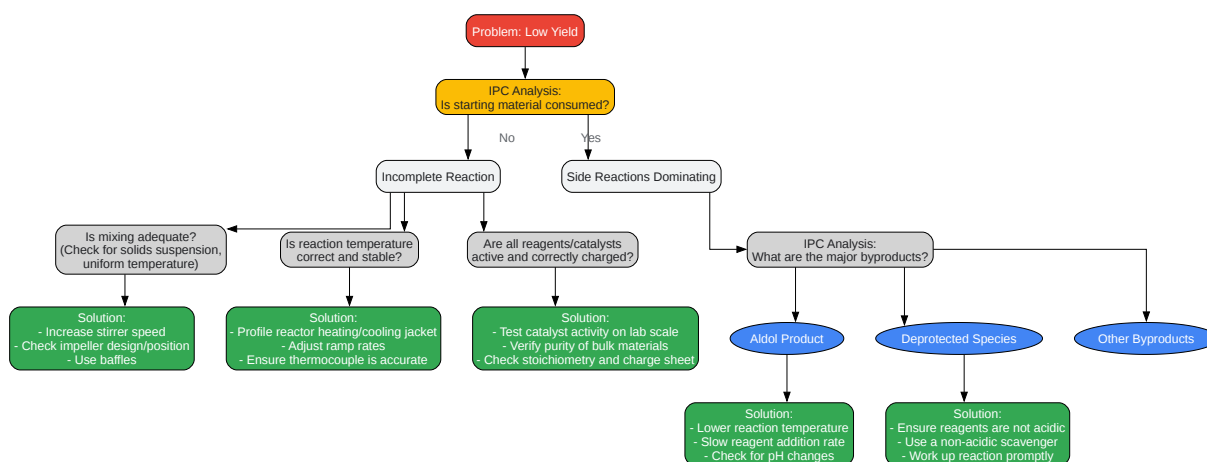 Problem: Low Yield
IPC Analysis:
Is starting material consumed?
No
Yes
Incomplete Reaction
Side Reactions Dominating
Is mixing adequate?
(Check for solids suspension,
uniform temperature)
Is reaction temperature
correct and stable?
Are all reagents/catalysts
active and correctly charged?
IPC Analysis:
What are the major byproducts?
Solution:
- Increase stirrer speed
- Check impeller design/position
- Use baffles
Solution:
- Profile reactor heating/cooling jacket
- Adjust ramp rates
- Ensure thermocouple is accurate
Solution:
- Test catalyst activity on lab scale
- Verify purity of bulk materials
- Check stoichiometry and charge sheet
Aldol Product
Deprotected Species
Other Byproducts
Solution:
- Lower reaction temperature
- Slow reagent addition rate
- Check for pH changes
Solution:
- Ensure reagents are not acidic
- Use a non-acidic scavenger
- Work up reaction promptly